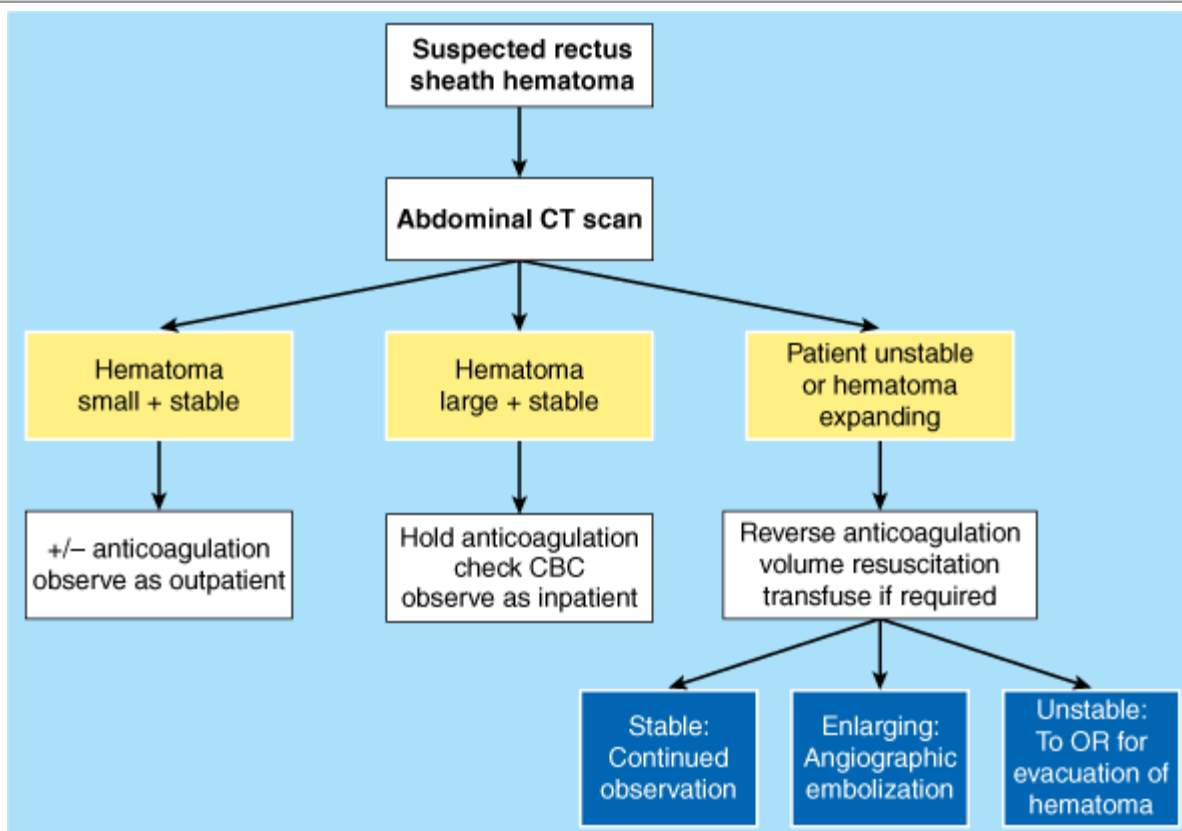 Suspected rectus
sheath hematoma
Abdominal CT scan
Hematoma
small + stable
Hematoma
large + stable
Patient unstable
or hematoma
expanding
+/– anticoagulation
observe as outpatient
Hold anticoagulation
check CBC
observe as inpatient
Reverse anticoagulation
volume resuscitation
transfuse if required
Stable:
Continued
observation
Enlarging:
Angiographic
embolization
Unstable:
To OR for
evacuation of
hematoma